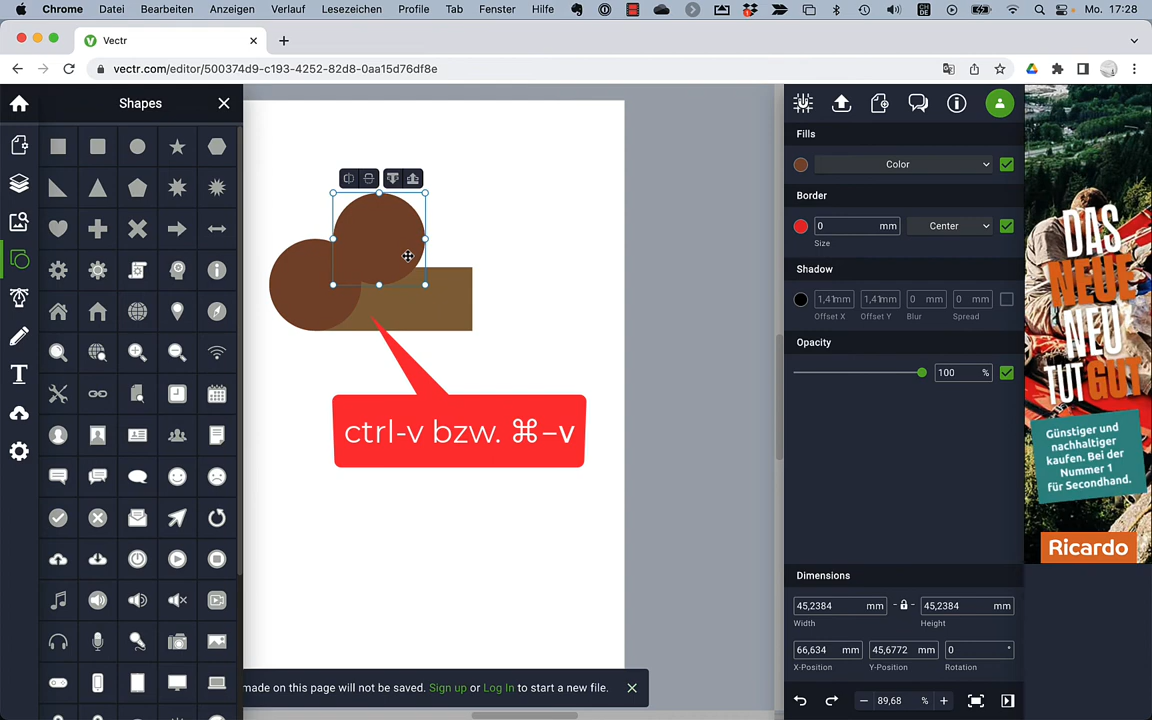 Chrome Datei Bearbeiten Anzeigen Verlauf Lesezeichen Profile Tab Fenster Hilfe CH DE Mo. 17:28
Vectr
vectr.com/editor/500374d9-c193-4252-82d8-0aa15d76df8e
Shapes
Fills
Color
Border
0 mm Center
Size
Shadow
1,41mm 1,41mm 0 mm 0 mm
Offset X Offset Y Blur Spread
Opacity
100 %
ctrl-v bzw. ⌘–v
DAS
NEUE
NEU
TUT GUT
Günstiger und
nachhaltiger
kaufen. Bei der
Nummer 1
für Secondhand.
Ricardo
Dimensions
45,2384 mm 45,2384 mm
Width Height
66,634 mm 45,6772 mm 0 °
X-Position Y-Position Rotation
made on this page will not be saved. Sign up or Log In to start a new file.
89,68 %